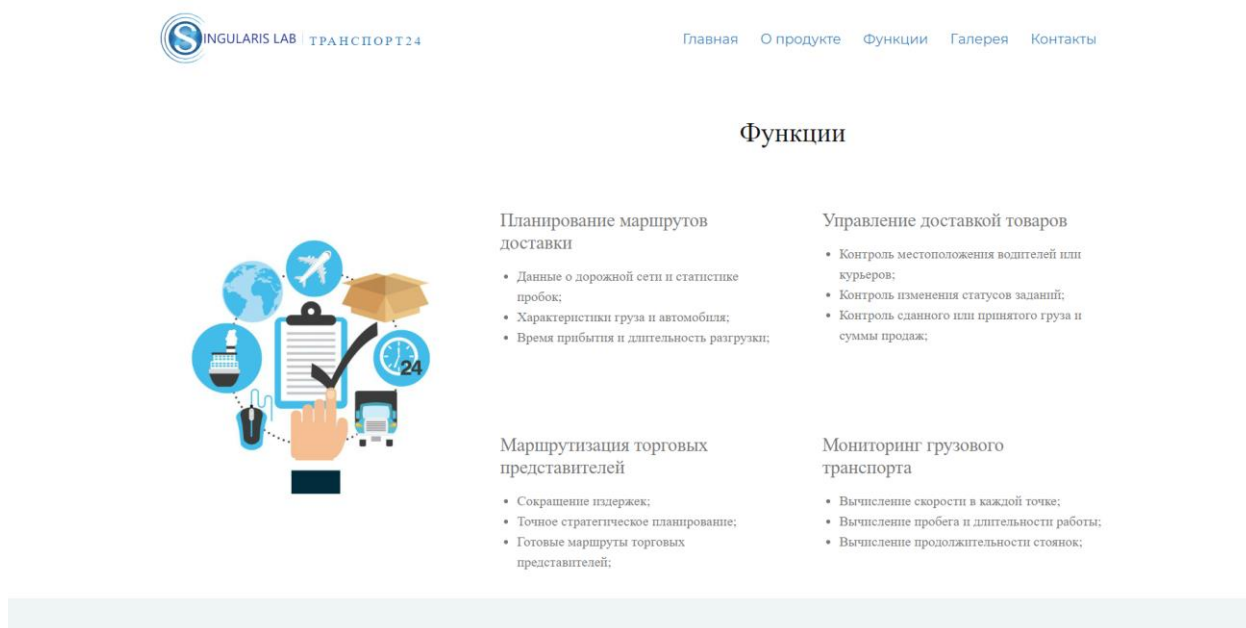 SINGULARIS LAB ТРАНСПОРТ24
Главная О продукте Функции Галерея Контакты
Функции
Планирование маршрутов
доставки
• Данные о дорожной сети и статистике
пробок;
• Характеристики груза и автомобиля;
• Время прибытия и длительность разгрузки;
Управление доставкой товаров
• Контроль местоположения водителей или
курьеров;
• Контроль изменения статусов заданий;
• Контроль сданного или принятого груза и
суммы продаж;
24
Маршрутизация торговых
представителей
• Сокращение издержек;
• Точное стратегическое планирование;
• Готовые маршруты торговых
представителей;
Мониторинг грузового
транспорта
• Вычисление скорости в каждой точке;
• Вычисление пробега и длительности работы;
• Вычисление продолжительности стоянок;